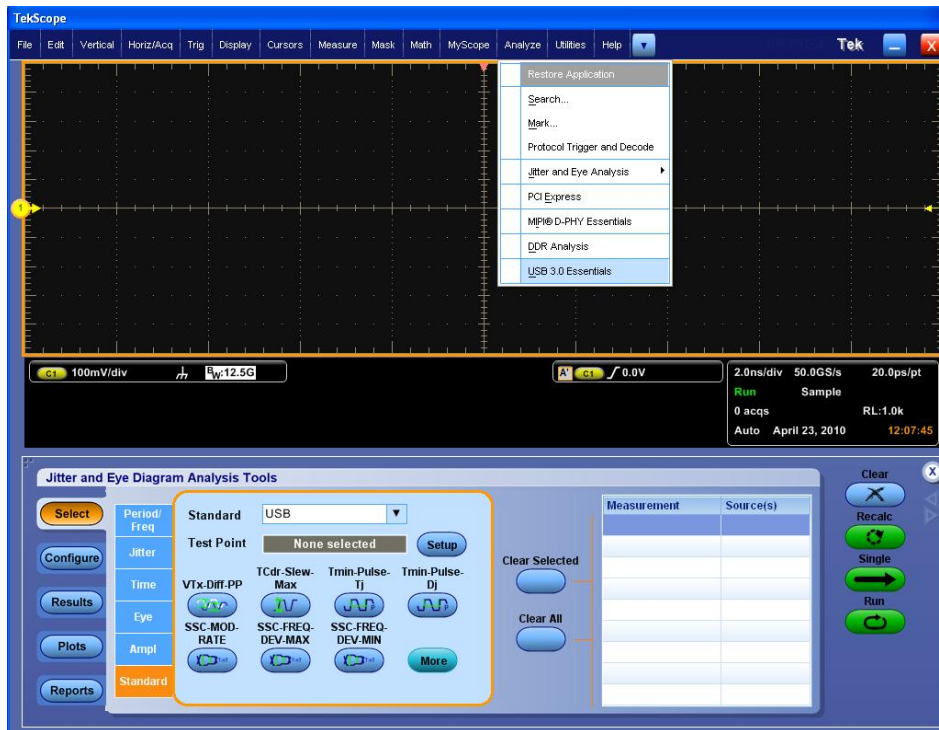 TekScope
File Edit Vertical Horiz/Acq Trig Display Cursors Measure Mask Math MyScope Analyze Utilities Help Tek X
Restore Application
Search...
Mark...
Protocol Trigger and Decode
Jitter and Eye Analysis
PCI Express
MIPI® D-PHY Essentials
DDR Analysis
USB 3.0 Essentials
1
C1 100mV/div BW:12.5G
A' C1 0.0V
2.0ns/div 50.0GS/s 20.0ps/pt
Run Sample
0 acqs RL:1.0k
Auto April 23, 2010 12:07:45
Jitter and Eye Diagram Analysis Tools
Select
Configure
Results
Plots
Reports
Period/
Freq
Jitter
Time
Eye
Ampl
Standard
Standard USB
Test Point None selected Setup
VTx-Diff-PP
TCdr-Slew-
Max
Tmin-Pulse-
Tj
Tmin-Pulse-
Dj
SSC-MOD-
RATE
SSC-FREQ-
DEV-MAX
SSC-FREQ-
DEV-MIN
More
Clear Selected
Clear All
Measurement Source(s)
Clear
X
Recalc
Single
Run